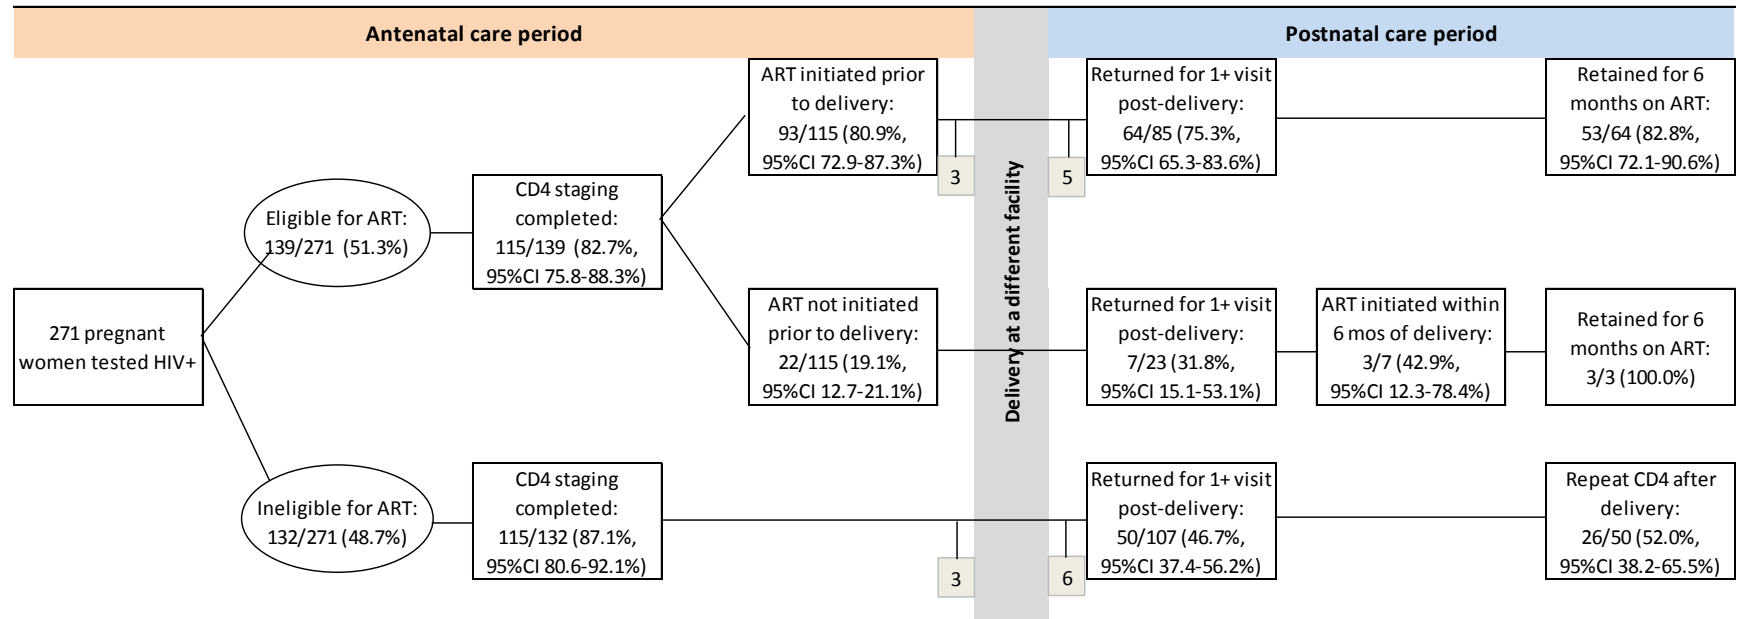 Antenatal care period
Postnatal care period
271 pregnant
women tested HIV+
Eligible for ART:
139/271 (51.3%)
CD4 staging
completed:
115/139 (82.7%,
95%CI 75.8-88.3%)
ART initiated prior
to delivery:
93/115 (80.9%,
95%CI 72.9-87.3%)
3
Delivery at a different facility
5
Returned for 1+ visit
post-delivery:
64/85 (75.3%,
95%CI 65.3-83.6%)
Retained for 6
months on ART:
53/64 (82.8%,
95%CI 72.1-90.6%)
ART not initiated
prior to delivery:
22/115 (19.1%,
95%CI 12.7-21.1%)
Returned for 1+ visit
post-delivery:
7/23 (31.8%,
95%CI 15.1-53.1%)
ART initiated within
6 mos of delivery:
3/7 (42.9%,
95%CI 12.3-78.4%)
Retained for 6
months on ART:
3/3 (100.0%)
Ineligible for ART:
132/271 (48.7%)
CD4 staging
completed:
115/132 (87.1%,
95%CI 80.6-92.1%)
3
6
Returned for 1+ visit
post-delivery:
50/107 (46.7%,
95%CI 37.4-56.2%)
Repeat CD4 after
delivery:
26/50 (52.0%,
95%CI 38.2-65.5%)